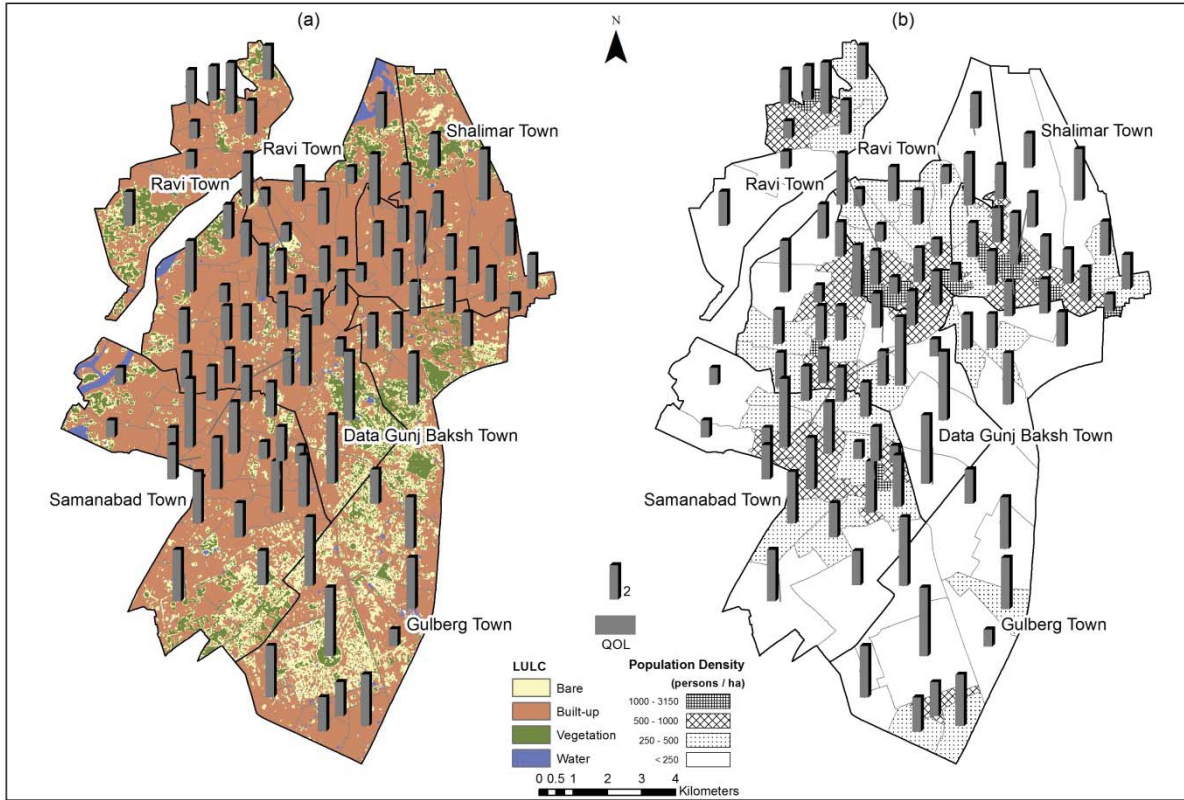 (a)
N
(b)
Shalimar Town
Ravi Town
Ravi Town
Data Gunj Baksh Town
Samanabad Town
Gulberg Town
Shalimar Town
Ravi Town
Ravi Town
Data Gunj Baksh Town
Samanabad Town
Gulberg Town
2
QOL
LULC
Bare
Built-up
Vegetation
Water
Population Density
(persons / ha)
1000 - 3150
500 - 1000
250 - 500
< 250
0 0.5 1 2 3 4
Kilometers